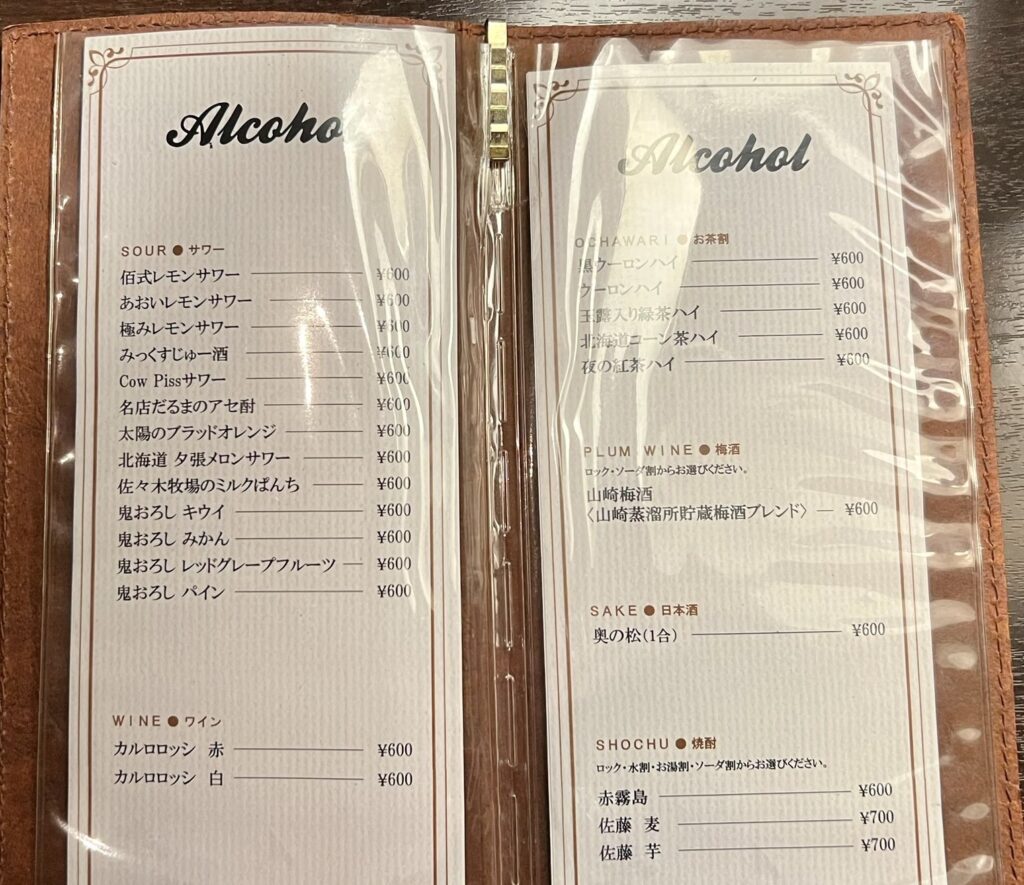 Alcohol
SOUR ● サワー
佰式レモンサワー ¥600
あおいレモンサワー ¥600
極みレモンサワー ¥600
みっくすじゅー酒 ¥600
Cow Pissサワー ¥600
名店だるまのアセ酎 ¥600
太陽のブラッドオレンジ ¥600
北海道 夕張メロンサワー ¥600
佐々木牧場のミルクぱんち ¥600
鬼おろし キウイ ¥600
鬼おろし みかん ¥600
鬼おろし レッドグレープフルーツ ¥600
鬼おろし パイン ¥600
WINE ● ワイン
カルロロッシ 赤 ¥600
カルロロッシ 白 ¥600
Alcohol
OCHAWARI ● お茶割
黒ウーロンハイ ¥600
ウーロンハイ ¥600
玉露入り緑茶ハイ ¥600
北海道コーン茶ハイ ¥600
夜の紅茶ハイ ¥600
PLUM WINE ● 梅酒
ロック・ソーダ割からお選びください。
山崎梅酒
〈山崎蒸溜所貯蔵梅酒ブレンド〉 ¥600
SAKE ● 日本酒
奥の松(1合) ¥600
SHOCHU ● 焼酎
ロック・水割・お湯割・ソーダ割からお選びください。
赤霧島 ¥600
佐藤 麦 ¥700
佐藤 芋 ¥700